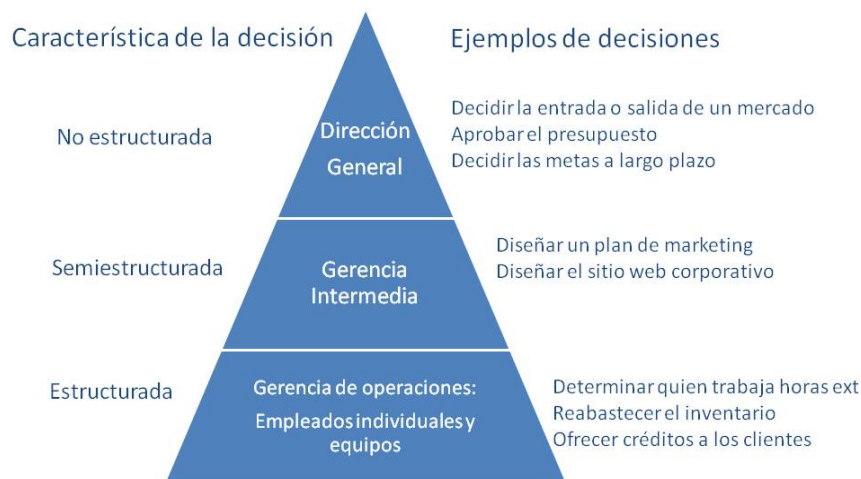 Característica de la decisión
Ejemplos de decisiones
No estructurada
Dirección
General
Decidir la entrada o salida de un mercado
Aprobar el presupuesto
Decidir las metas a largo plazo
Semiestructurada
Gerencia
Intermedia
Diseñar un plan de marketing
Diseñar el sitio web corporativo
Estructurada
Gerencia de operaciones:
Empleados individuales y
equipos
Determinar quien trabaja horas ext
Reabastecer el inventario
Ofrecer créditos a los clientes